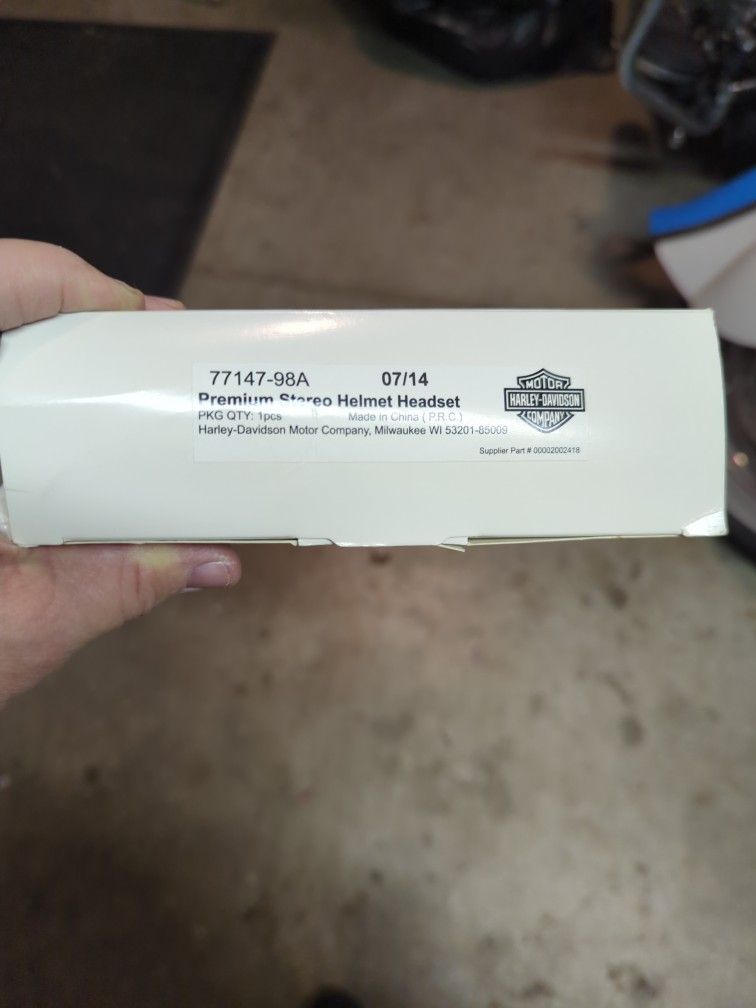 77147-98A 07/14
Premium Stereo Helmet Headset
PKG QTY: 1pcs Made in China ( P.R.C.)
Harley-Davidson Motor Company, Milwaukee WI 53201-85009
Supplier Part # 00002002418
MOTOR
HARLEY-DAVIDSON
COMPANY